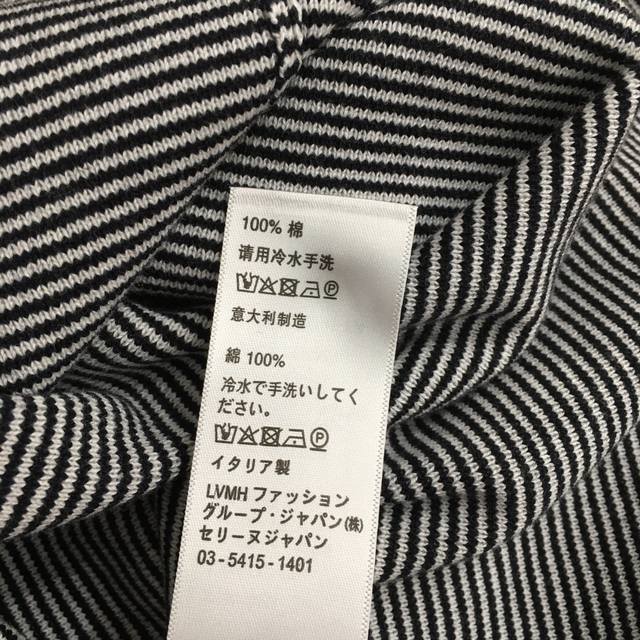 100% 棉
请用冷水手洗
意大利制造
綿 100%
冷水で手洗いしてく
ださい。
イタリア製
LVMH ファッション
グループ・ジャパン(株)
セリーヌジャパン
03-5415-1401